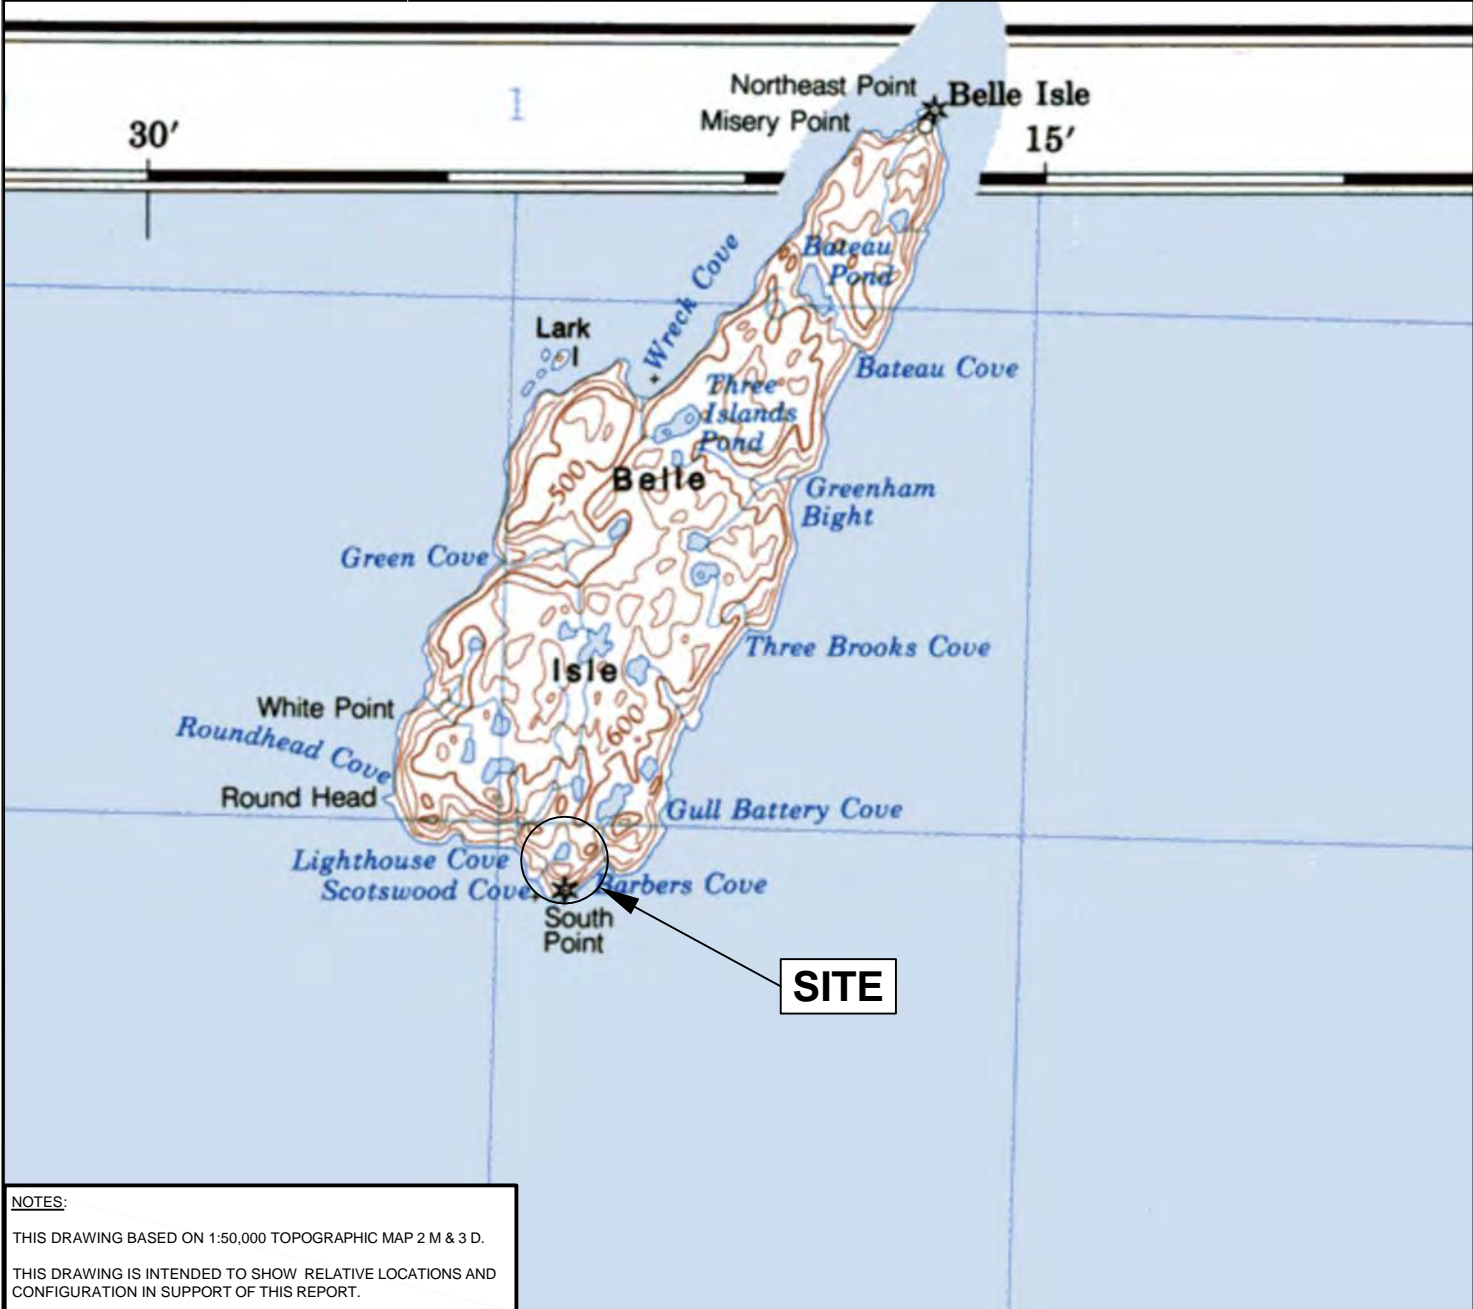 Northeast Point
Belle Isle
Misery Point
30′
1
15′
Bateau
Pond
Wreck Cove
Lark
I
Bateau Cove
Three
Islands
Pond
500
Belle
Greenham
Bight
Green Cove
Three Brooks Cove
Isle
White Point
600
Roundhead Cove
Round Head
Gull Battery Cove
Lighthouse Cove
Scotswood Cove
Barbers Cove
South
Point
SITE
NOTES:
THIS DRAWING BASED ON 1:50,000 TOPOGRAPHIC MAP 2 M & 3 D.
THIS DRAWING IS INTENDED TO SHOW RELATIVE LOCATIONS AND
CONFIGURATION IN SUPPORT OF THIS REPORT.